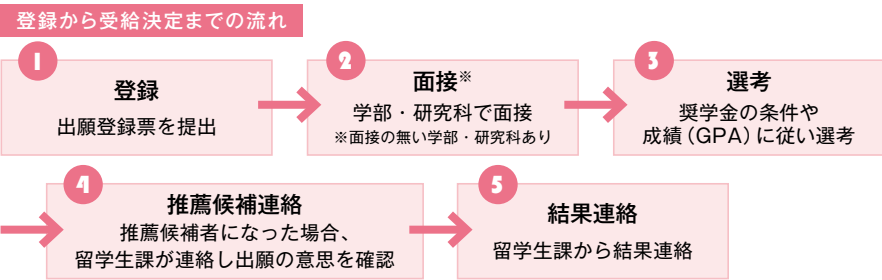 登録から受給決定までの流れ
1
登録
出願登録票を提出
2
面接※
学部・研究科で面接
※面接の無い学部・研究科あり
3
選考
奨学金の条件や
成績(GPA)に従い選考
4
推薦候補連絡
推薦候補者になった場合、
留学生課が連絡し出願の意思を確認
5
結果連絡
留学生課から結果連絡